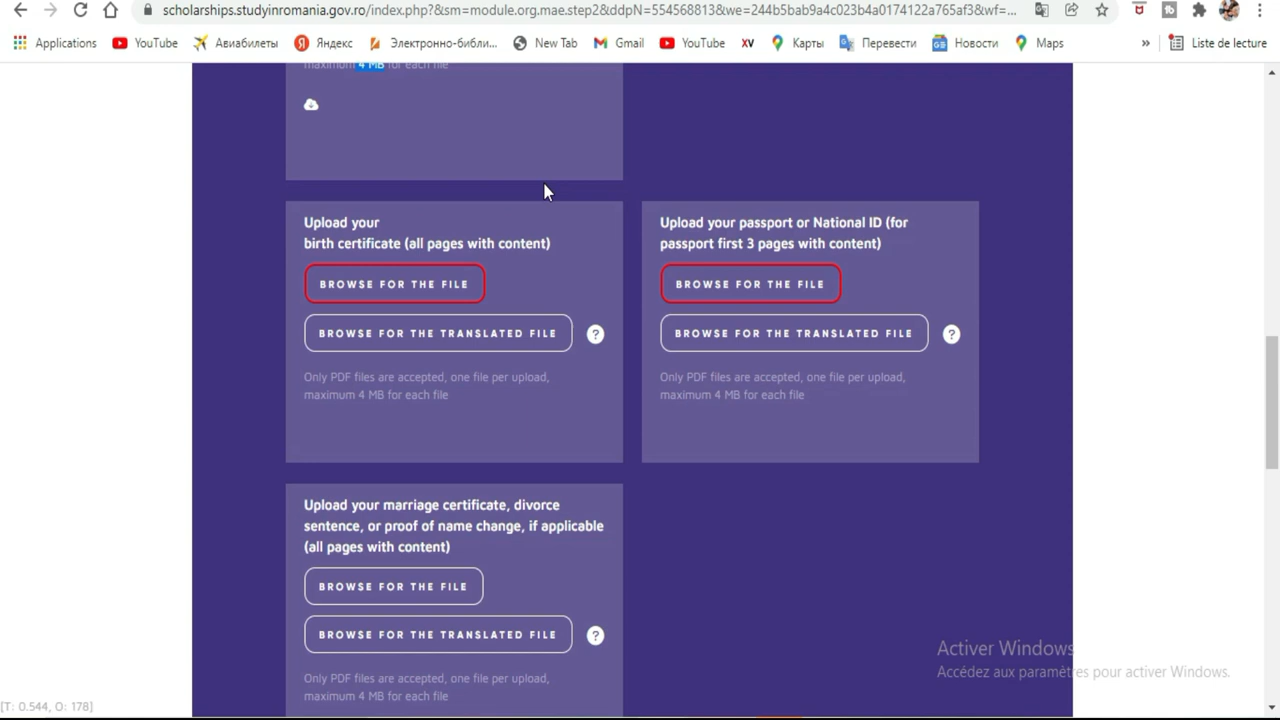 scholarships.studyinromania.gov.ro/index.php?&sm=module.org.mae.step2&ddpN=554568813&we=244b5bab9a4c023b4a0174122a765af3&wf=...
Applications YouTube Авиабилеты Яндекс Электронно-библи... New Tab Gmail YouTube XV Карты Перевести Новости Maps » Liste de lecture
maximum 4 MB for each file
Upload your
birth certificate (all pages with content)
BROWSE FOR THE FILE
BROWSE FOR THE TRANSLATED FILE ?
Only PDF files are accepted, one file per upload,
maximum 4 MB for each file
Upload your passport or National ID (for
passport first 3 pages with content)
BROWSE FOR THE FILE
BROWSE FOR THE TRANSLATED FILE ?
Only PDF files are accepted, one file per upload,
maximum 4 MB for each file
Upload your marriage certificate, divorce
sentence, or proof of name change, if applicable
(all pages with content)
BROWSE FOR THE FILE
BROWSE FOR THE TRANSLATED FILE ?
Only PDF files are accepted, one file per upload,
maximum 4 MB for each file
Activer Windows
Accédez aux paramètres pour activer Windows.
[T: 0.544, O: 178]